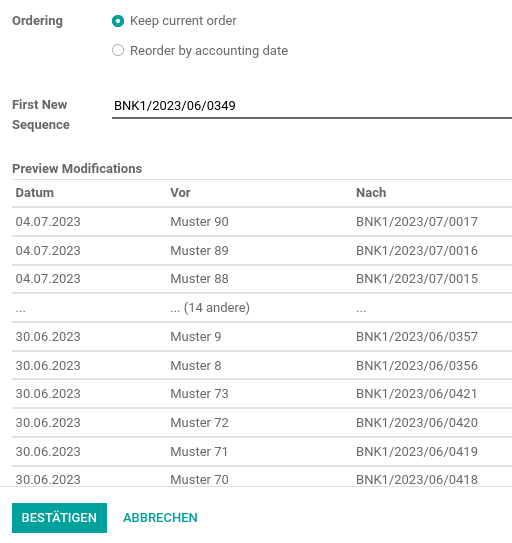 Ordering
Keep current order
Reorder by accounting date
First New
Sequence
BNK1/2023/06/0349
Preview Modifications
Datum Vor Nach
04.07.2023 Muster 90 BNK1/2023/07/0017
04.07.2023 Muster 89 BNK1/2023/07/0016
04.07.2023 Muster 88 BNK1/2023/07/0015
... ... (14 andere) ...
30.06.2023 Muster 9 BNK1/2023/06/0357
30.06.2023 Muster 8 BNK1/2023/06/0356
30.06.2023 Muster 73 BNK1/2023/06/0421
30.06.2023 Muster 72 BNK1/2023/06/0420
30.06.2023 Muster 71 BNK1/2023/06/0419
30.06.2023 Muster 70 BNK1/2023/06/0418
BESTÄTIGEN ABBRECHEN